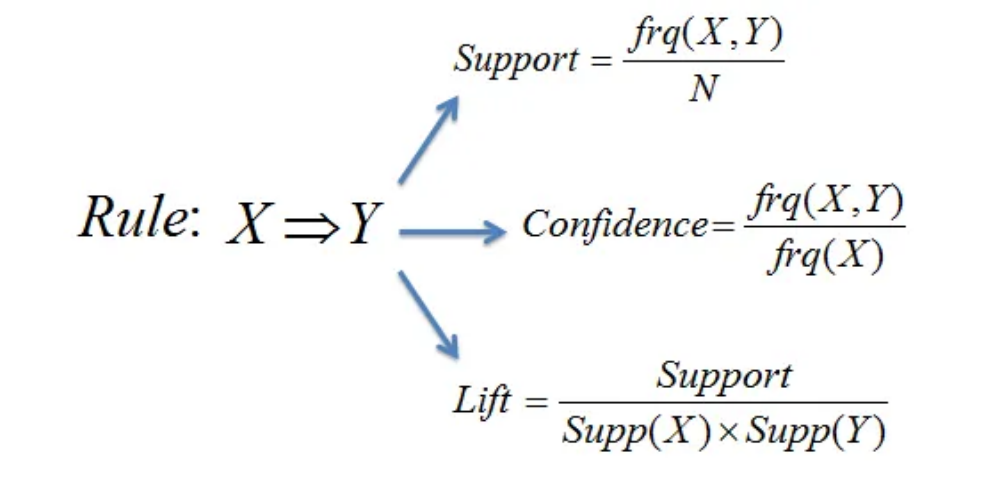 Support = frq(X,Y) / N
Rule: X ⇒ Y
Confidence= frq(X,Y) / frq(X)
Lift = Support / Supp(X)×Supp(Y)